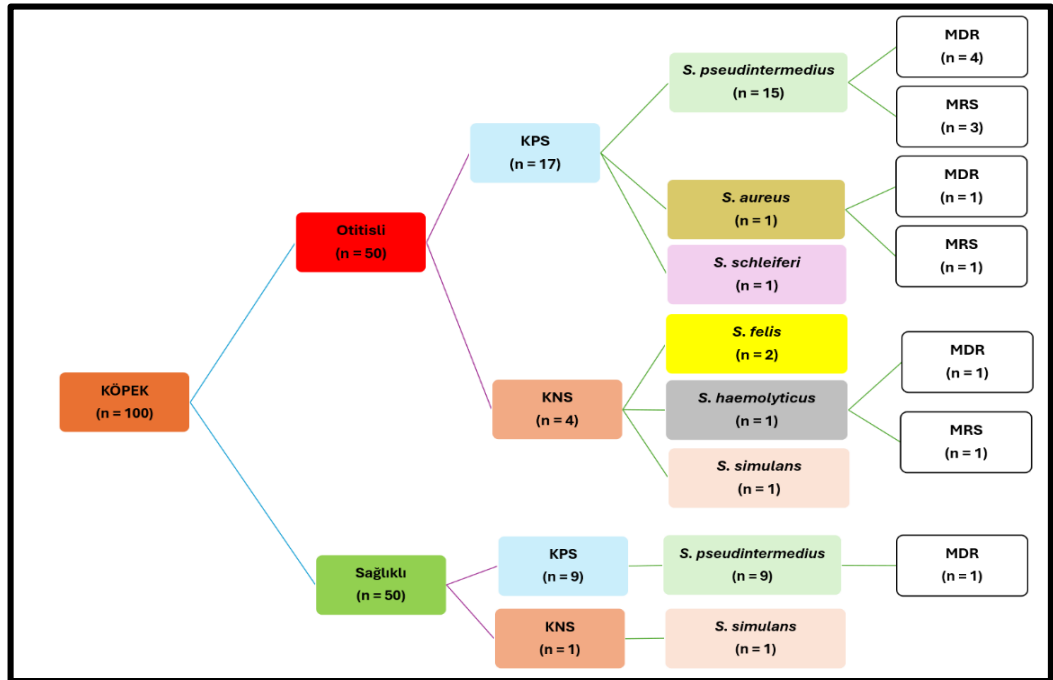 KÖPEK
(n = 100)
Otitisli
(n = 50)
Sağlıklı
(n = 50)
KPS
(n = 17)
KNS
(n = 4)
KPS
(n = 9)
KNS
(n = 1)
S. pseudintermedius
(n = 15)
S. aureus
(n = 1)
S. schleiferi
(n = 1)
S. felis
(n = 2)
S. haemolyticus
(n = 1)
S. simulans
(n = 1)
S. pseudintermedius
(n = 9)
S. simulans
(n = 1)
MDR
(n = 4)
MRS
(n = 3)
MDR
(n = 1)
MRS
(n = 1)
MDR
(n = 1)
MRS
(n = 1)
MDR
(n = 1)